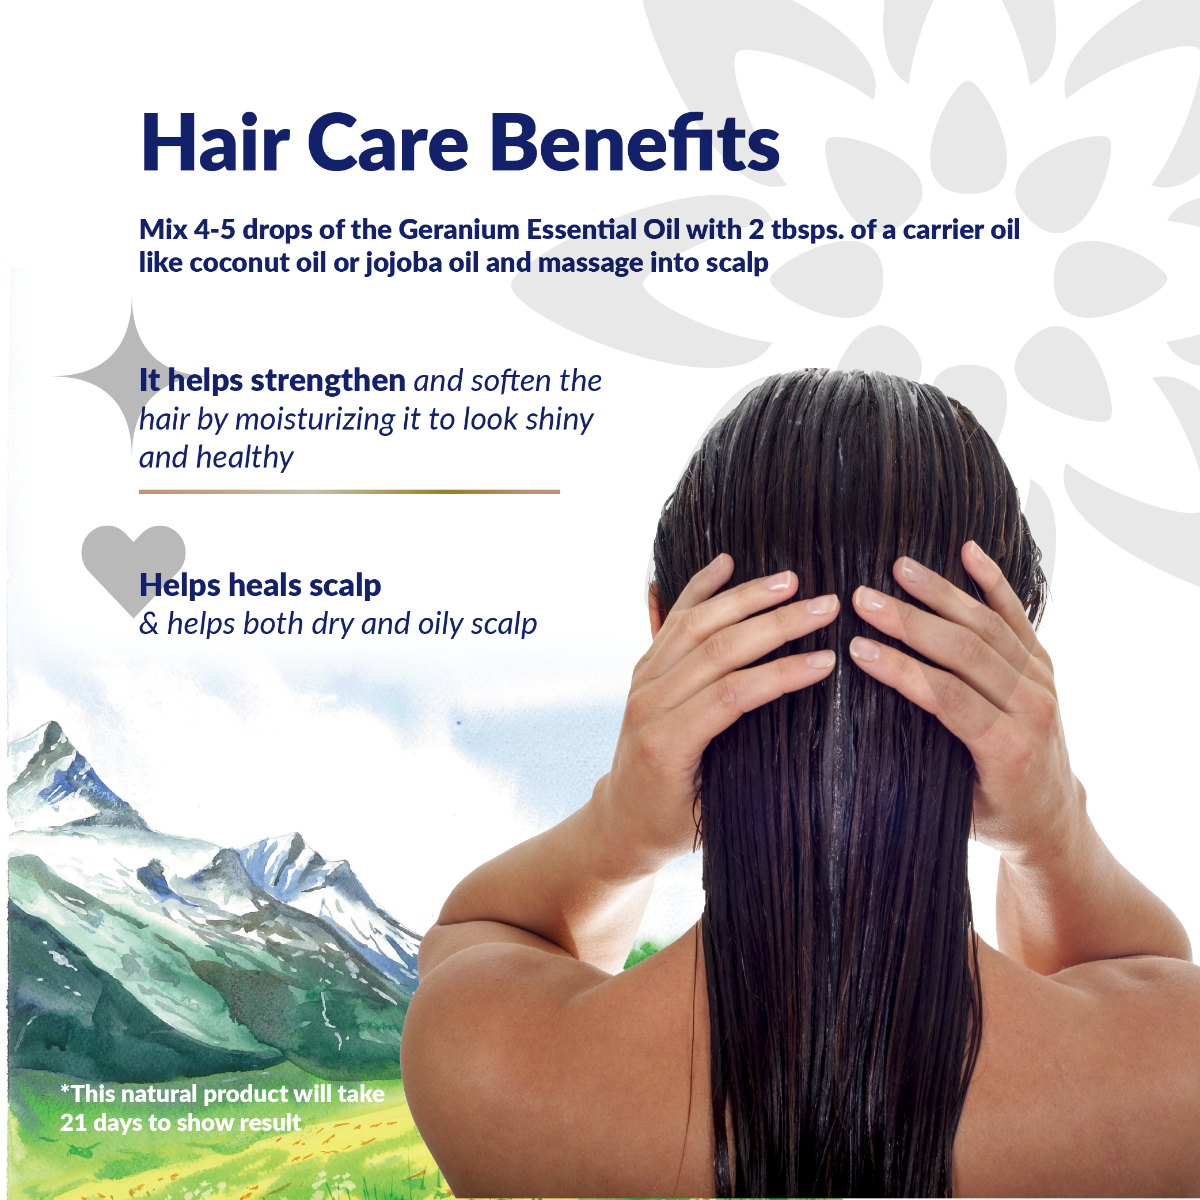 Hair Care Benefits
Mix 4-5 drops of the Geranium Essential Oil with 2 tbsps. of a carrier oil
like coconut oil or jojoba oil and massage into scalp
It helps strengthen and soften the
hair by moisturizing it to look shiny
and healthy
Helps heals scalp
& helps both dry and oily scalp
*This natural product will take
21 days to show result